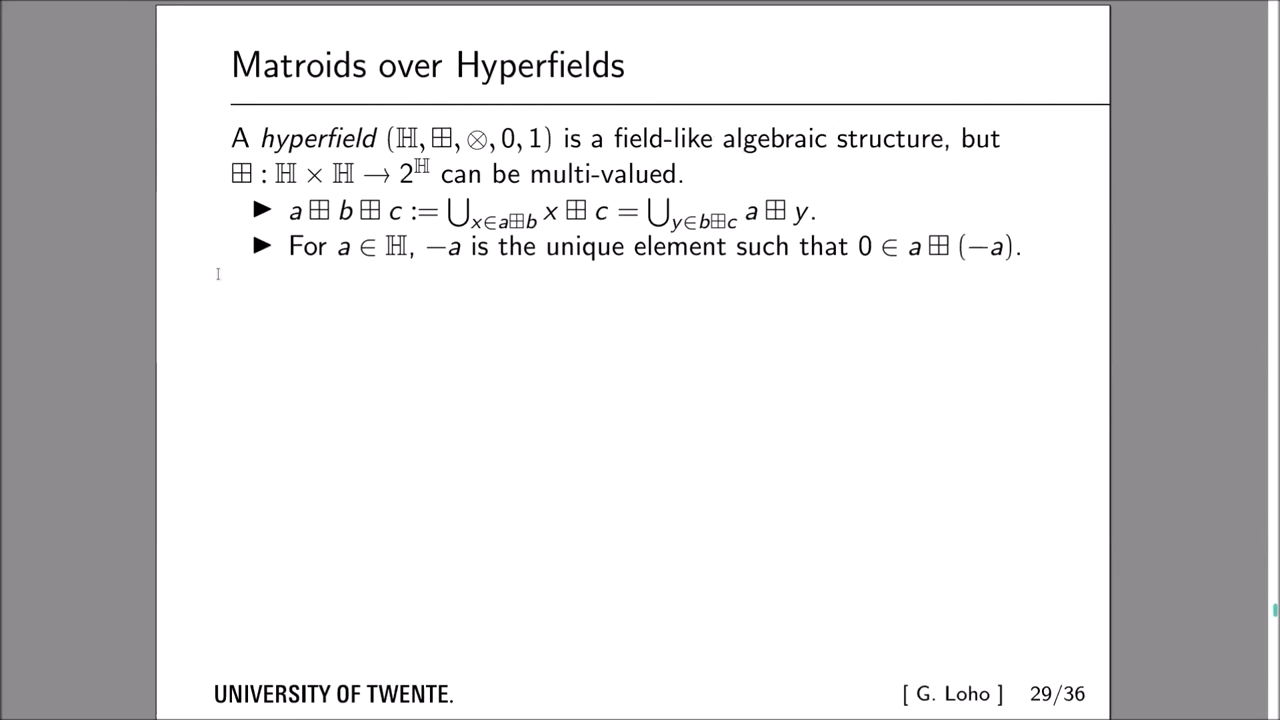 Matroids over Hyperfields
A hyperfield (ℍ, ⊞, ⊗, 0, 1) is a field-like algebraic structure, but
⊞ : ℍ × ℍ → 2^ℍ can be multi-valued.
▶ a ⊞ b ⊞ c := ⋃_{x∈a⊞b} x ⊞ c = ⋃_{y∈b⊞c} a ⊞ y.
▶ For a ∈ ℍ, −a is the unique element such that 0 ∈ a ⊞ (−a).
UNIVERSITY OF TWENTE. [ G. Loho ] 29/36